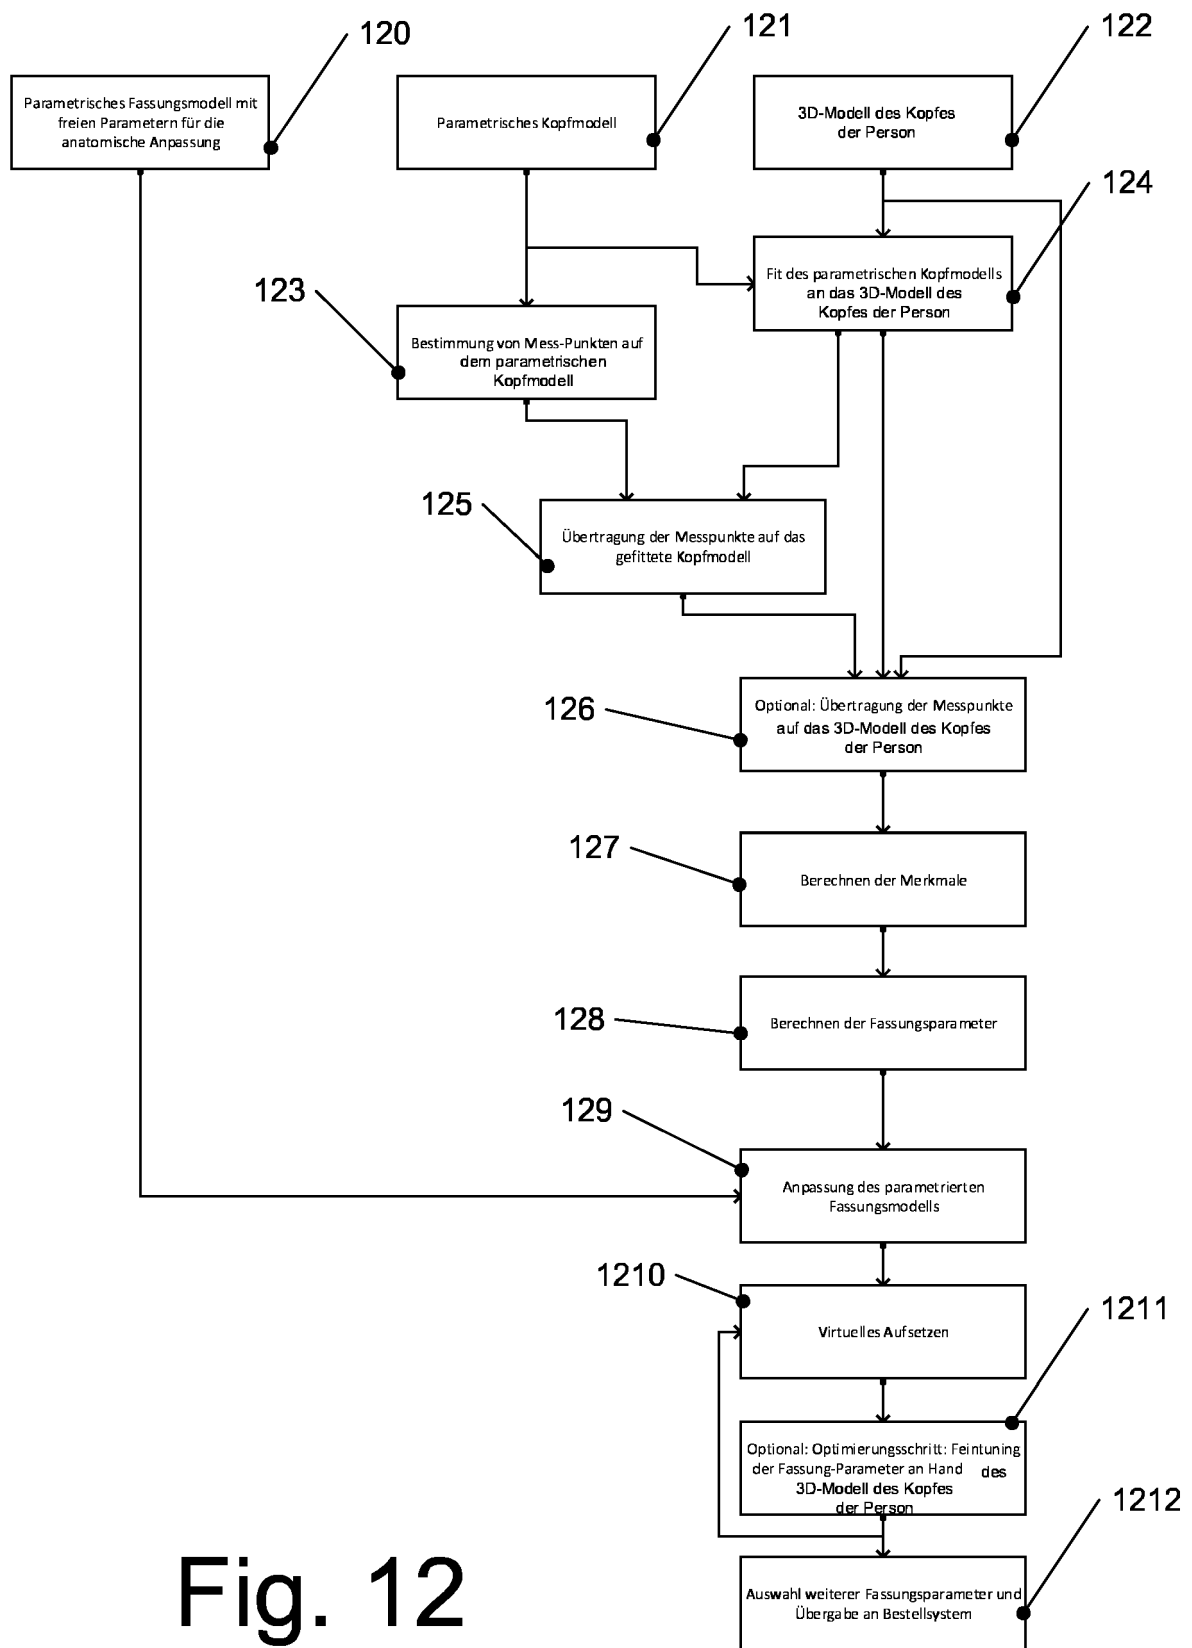 120
121
122
Parametrisches Fassungsmodell mit
freien Parametern für die
anatomische Anpassung
Parametrisches Kopfmodell
3D-Modell des Kopfes
der Person
124
Fit des parametrischen Kopfmodells
an das 3D-Modell des
Kopfes der Person
123
Bestimmung von Mess-Punkten auf
dem parametrischen
Kopfmodell
125
Übertragung der Messpunkte auf das
gefittete Kopfmodell
126
Optional: Übertragung der Messpunkte
auf das 3D-Modell des Kopfes
der Person
127
Berechnen der Merkmale
128
Berechnen der Fassungsparameter
129
Anpassung des parametrierten
Fassungsmodells
1210
Virtuelles Aufsetzen
1211
Optional: Optimierungsschritt: Feintuning
der Fassung-Parameter an Hand des
3D-Modell des Kopfes
der Person
1212
Auswahl weiterer Fassungsparameter und
Übergabe an Bestellsystem
Fig. 12